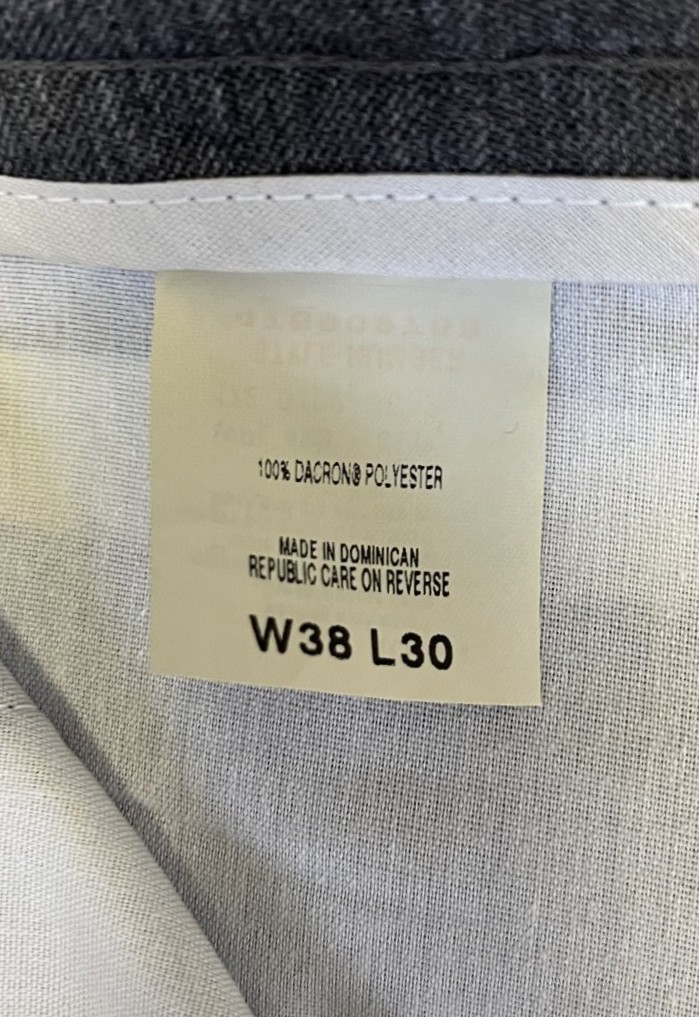 100% DACRON® POLYESTER
MADE IN DOMINICAN
REPUBLIC CARE ON REVERSE
W38 L30